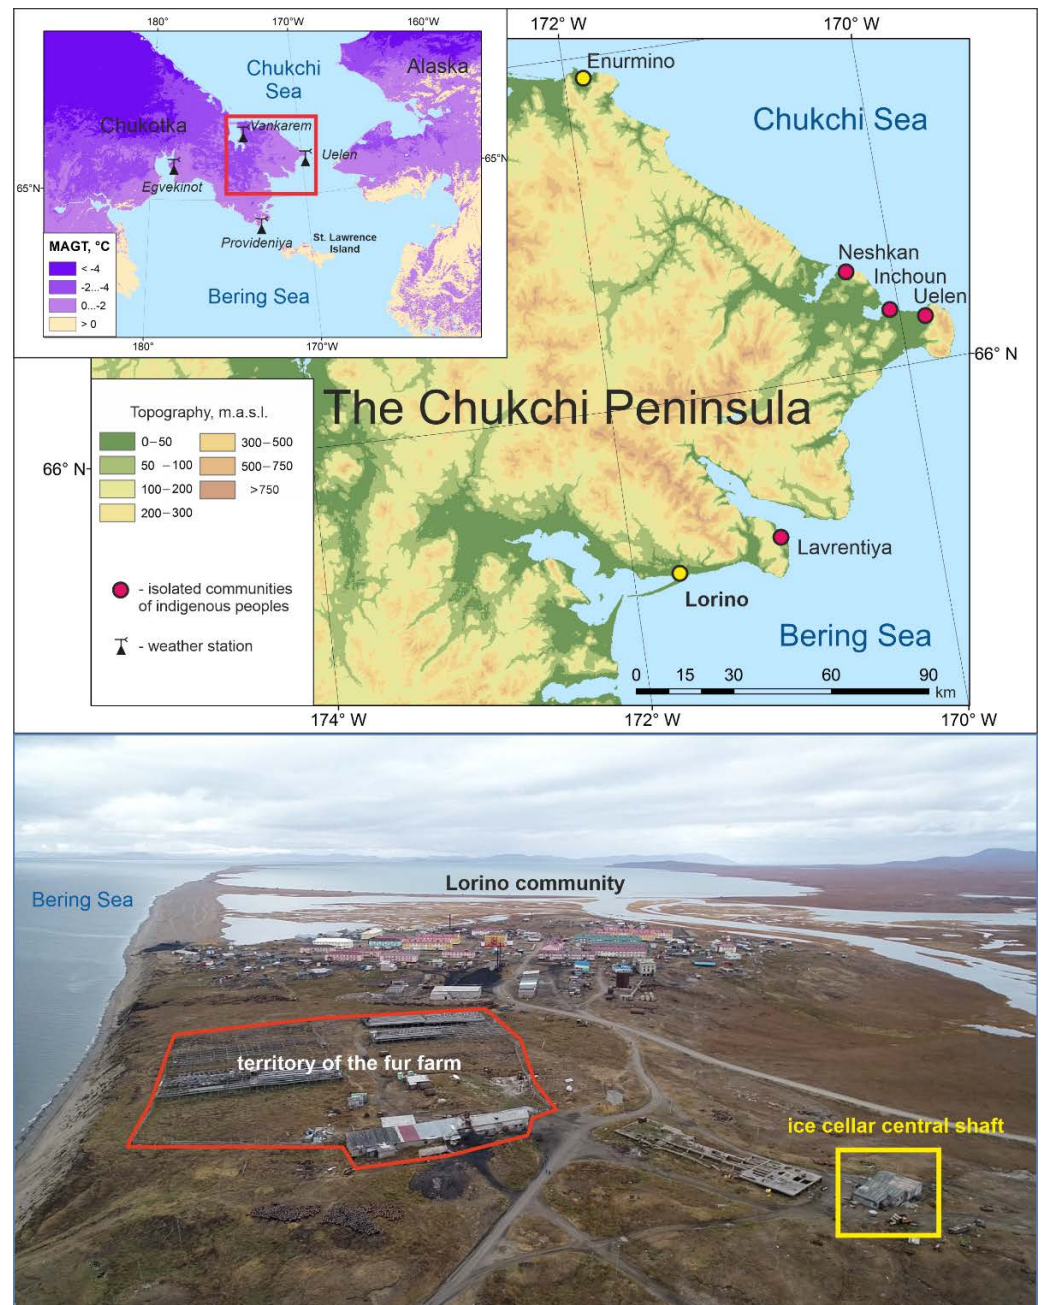 180°
170°W
160°W
Chukchi
Sea
Alaska
Chukotka
Vankarem
Uelen
65°N
65°N
Egvekinot
Provideniya
St. Lawrence
Island
MAGT, °C
< -4
-2...-4
0...-2
> 0
Bering Sea
180°
170°W
172° W
170° W
Enurmino
Chukchi Sea
Neshkan
Inchoun
Uelen
66° N
The Chukchi Peninsula
Topography, m.a.s.l.
0–50
300–500
50 –100
500–750
100–200
>750
200–300
66° N
- isolated communities
of indigenous peoples
- weather station
Lavrentiya
Lorino
Bering Sea
0 15 30 60 90
km
174° W
172° W
170° W
Lorino community
Bering Sea
territory of the fur farm
ice cellar central shaft